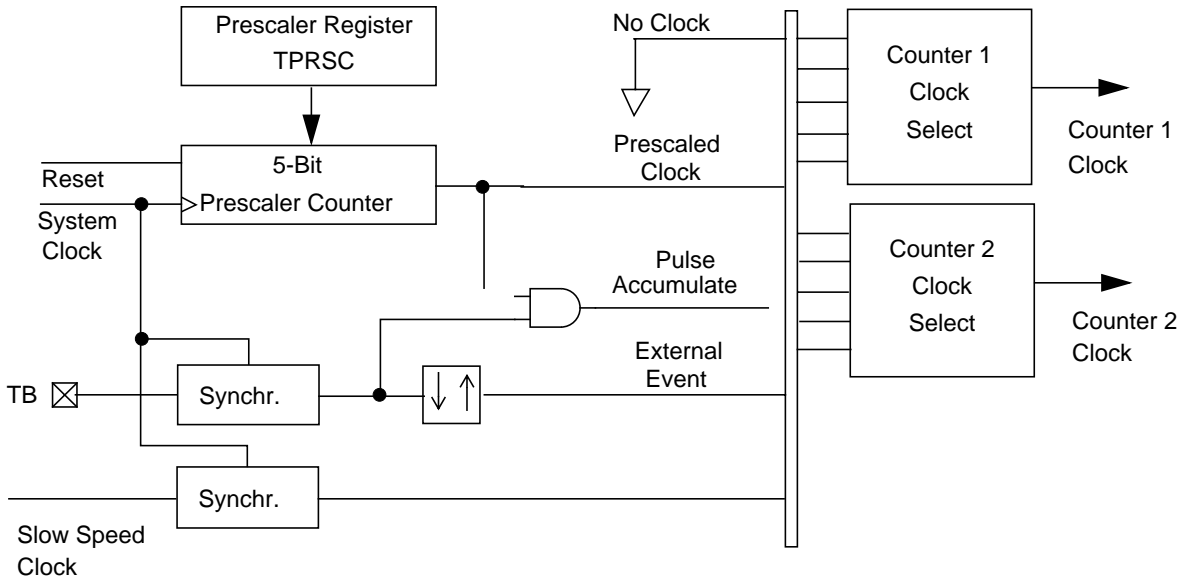 Prescaler Register
TPRSC
5-Bit
Prescaler Counter
Reset
System
Clock
No Clock
Prescaled
Clock
Pulse
Accumulate
External
Event
TB
Synchr.
Synchr.
Slow Speed
Clock
Counter 1
Clock
Select
Counter 1
Clock
Counter 2
Clock
Select
Counter 2
Clock